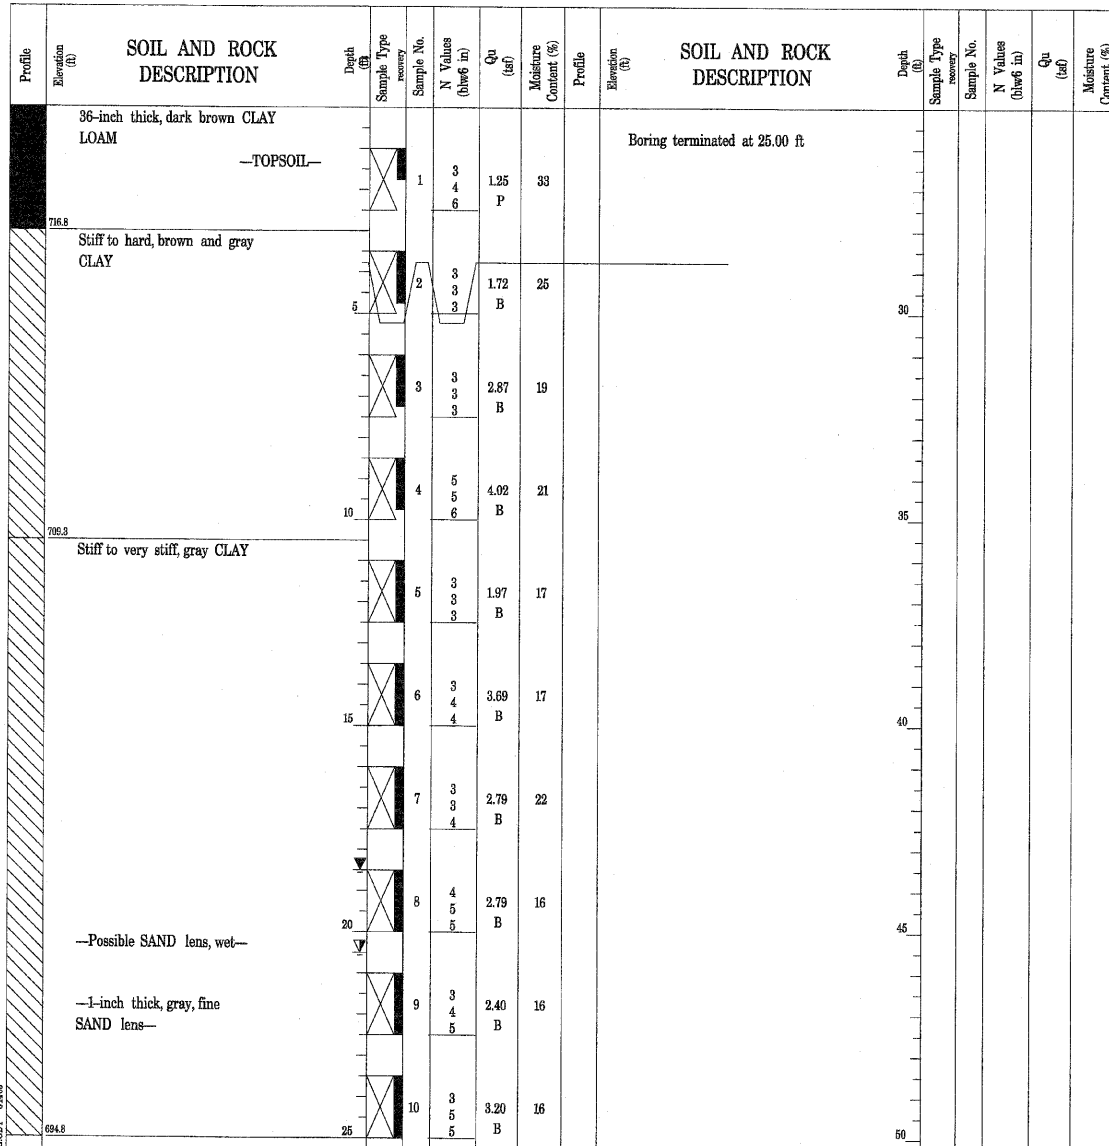 Profile
Elevation (ft)
SOIL AND ROCK
DESCRIPTION
Depth (ft)
Sample Type
recovery
Sample No.
N Values
(blw6 in)
Qu
(tsf)
Moisture
Content (%)
Profile
Elevation
(ft)
SOIL AND ROCK
DESCRIPTION
Depth
(ft)
Sample Type
recovery
Sample No.
N Values
(blw6 in)
Qu
(tsf)
Moisture
Content (%)
36-inch thick, dark brown CLAY
LOAM
--TOPSOIL--
1
3
4
6
1.25
P
33
716.8
Stiff to hard, brown and gray
CLAY
2
3
3
3
1.72
B
25
5
3
3
3
3
2.87
B
19
4
5
5
6
4.02
B
21
10
709.3
Stiff to very stiff, gray CLAY
5
3
3
3
1.97
B
17
6
3
4
4
3.69
B
17
15
7
3
3
4
2.79
B
22
8
4
5
5
2.79
B
16
20
--Possible SAND lens, wet--
--1-inch thick, gray, fine
SAND lens--
9
3
4
5
2.40
B
16
10
3
5
5
3.20
B
16
694.8
25
Boring terminated at 25.00 ft
30
35
40
45
50